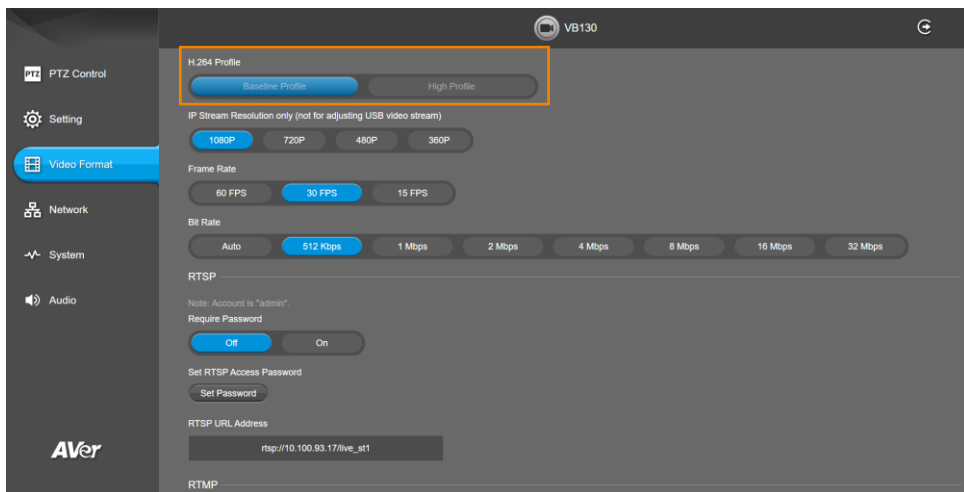 VB130
PTZ PTZ Control
Setting
Video Format
Network
System
Audio
AVer
H.264 Profile
Baseline Profile High Profile
IP Stream Resolution only (not for adjusting USB video stream)
1080P 720P 480P 360P
Frame Rate
60 FPS 30 FPS 15 FPS
Bit Rate
Auto 512 Kbps 1 Mbps 2 Mbps 4 Mbps 8 Mbps 16 Mbps 32 Mbps
RTSP
Note: Account is "admin".
Require Password
Off On
Set RTSP Access Password
Set Password
RTSP URL Address
rtsp://10.100.93.17/live_st1
RTMP